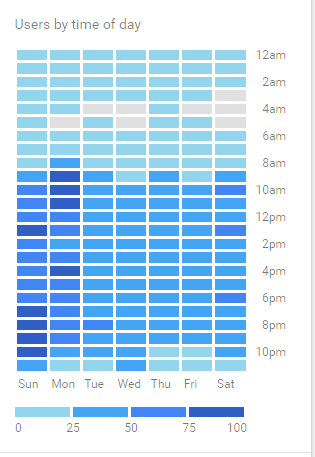 Users by time of day
12am
2am
4am
6am
8am
10am
12pm
2pm
4pm
6pm
8pm
10pm
Sun Mon Tue Wed Thu Fri Sat
0 25 50 75 100